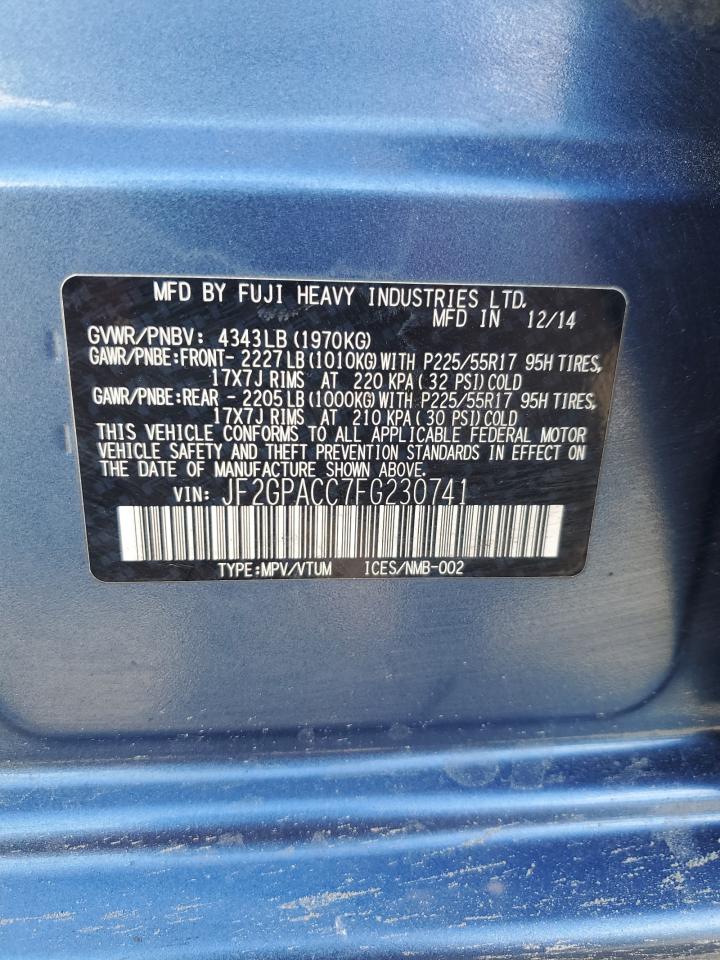 MFD BY FUJI HEAVY INDUSTRIES LTD.
MFD IN 12/14
GVWR/PNBV: 4343LB (1970KG)
GAWR/PNBE:FRONT- 2227LB(1010KG)WITH P225/55R17 95H TIRES,
17X7J RIMS AT 220 KPA(32 PSI)COLD
GAWR/PNBE:REAR - 2205LB(1000KG)WITH P225/55R17 95H TIRES,
17X7J RIMS AT 210 KPA(30 PSI)COLD
THIS VEHICLE CONFORMS TO ALL APPLICABLE FEDERAL MOTOR
VEHICLE SAFETY AND THEFT PREVENTION STANDARDS IN EFFECT ON
THE DATE OF MANUFACTURE SHOWN ABOVE.
VIN: JF2GPACC7FG230741
TYPE:MPV/VTUM ICES/NMB-002